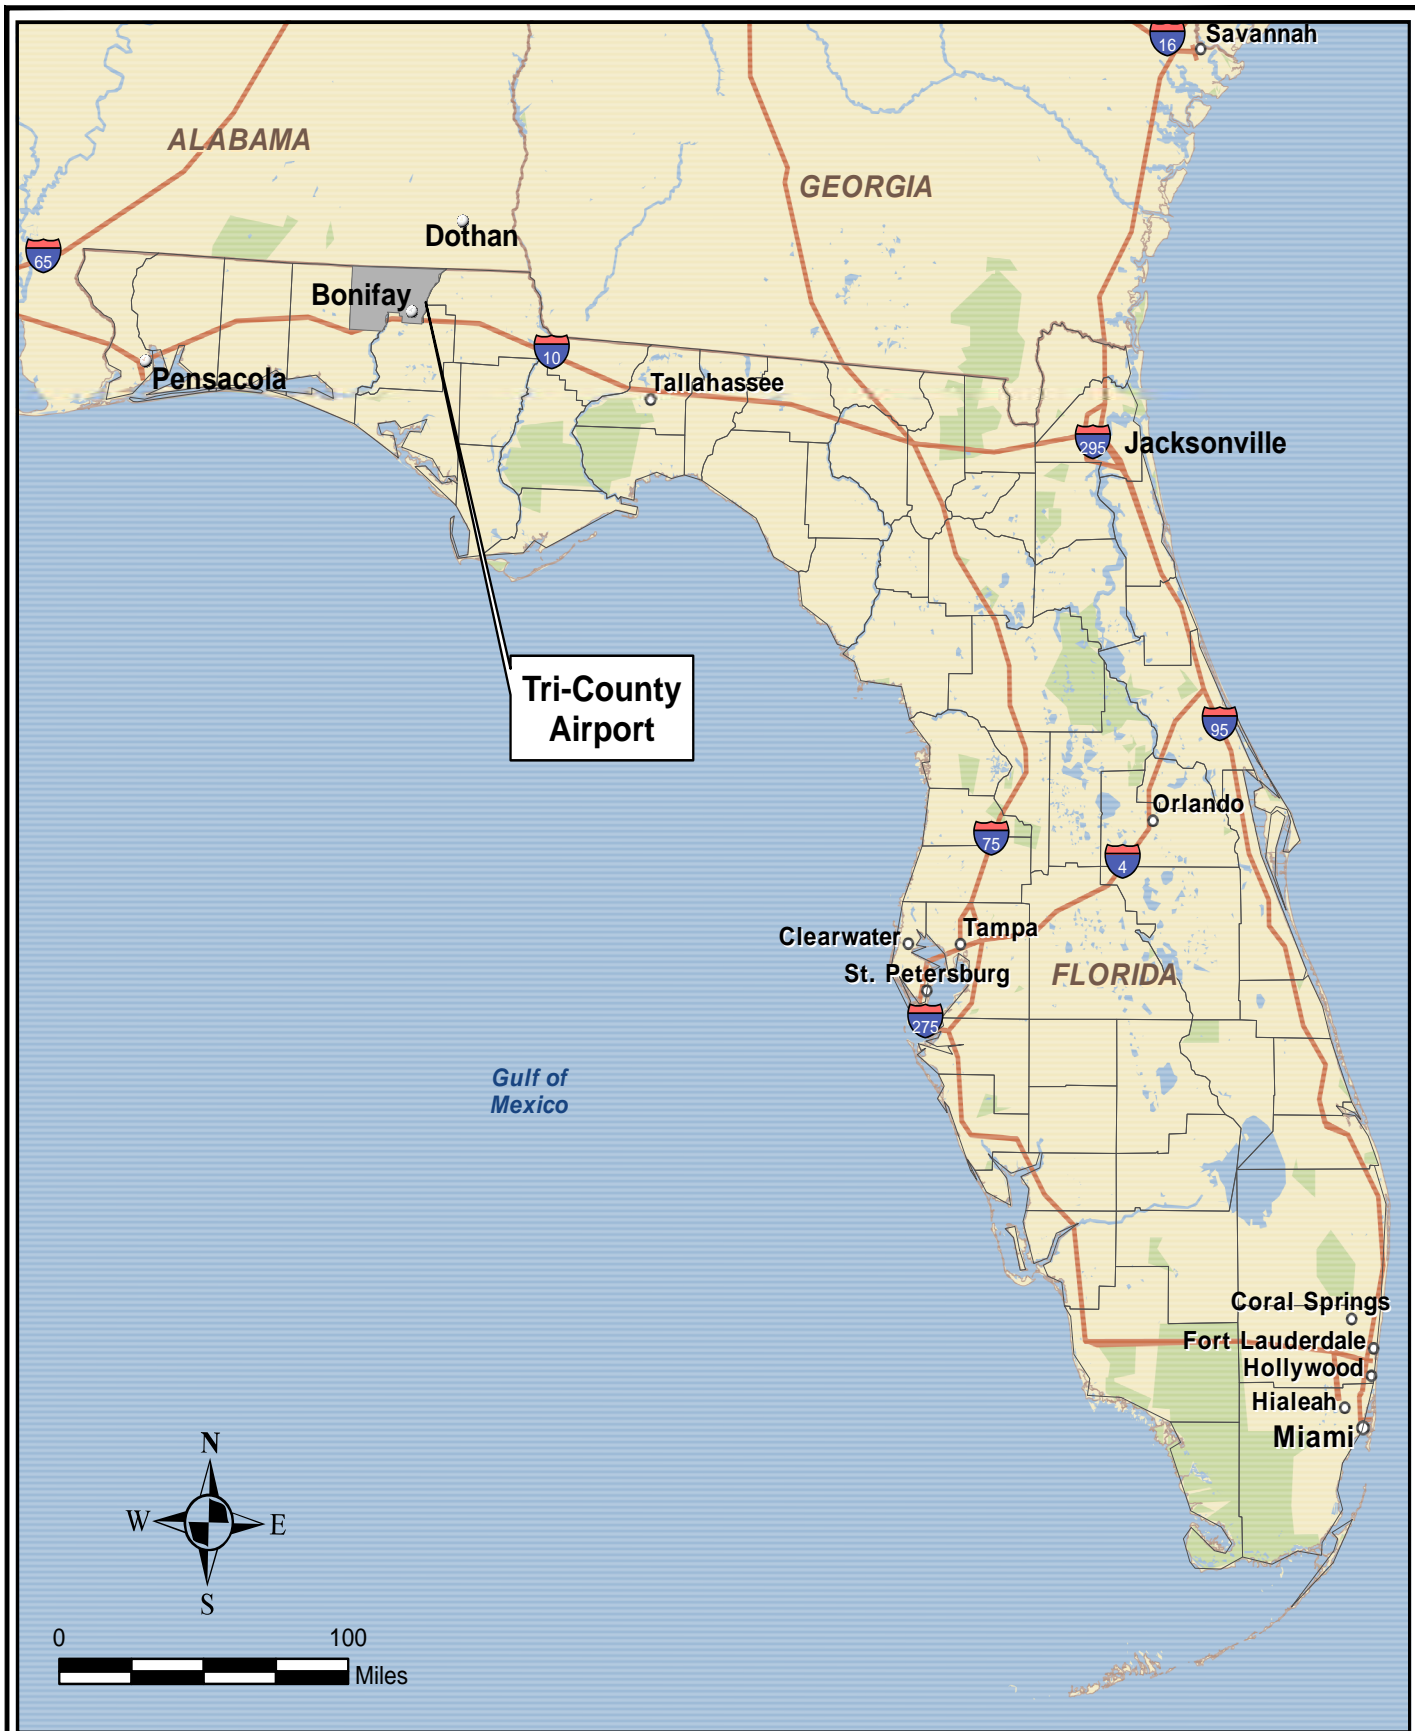 16
Savannah
ALABAMA
GEORGIA
Dothan
65
Bonifay
10
Pensacola
Tallahassee
295
Jacksonville
Tri-County
Airport
95
Orlando
75
4
Clearwater
Tampa
St. Petersburg
FLORIDA
275
Gulf of
Mexico
Coral Springs
Fort Lauderdale
Hollywood
Hialeah
Miami
N
W
E
S
0
100
Miles